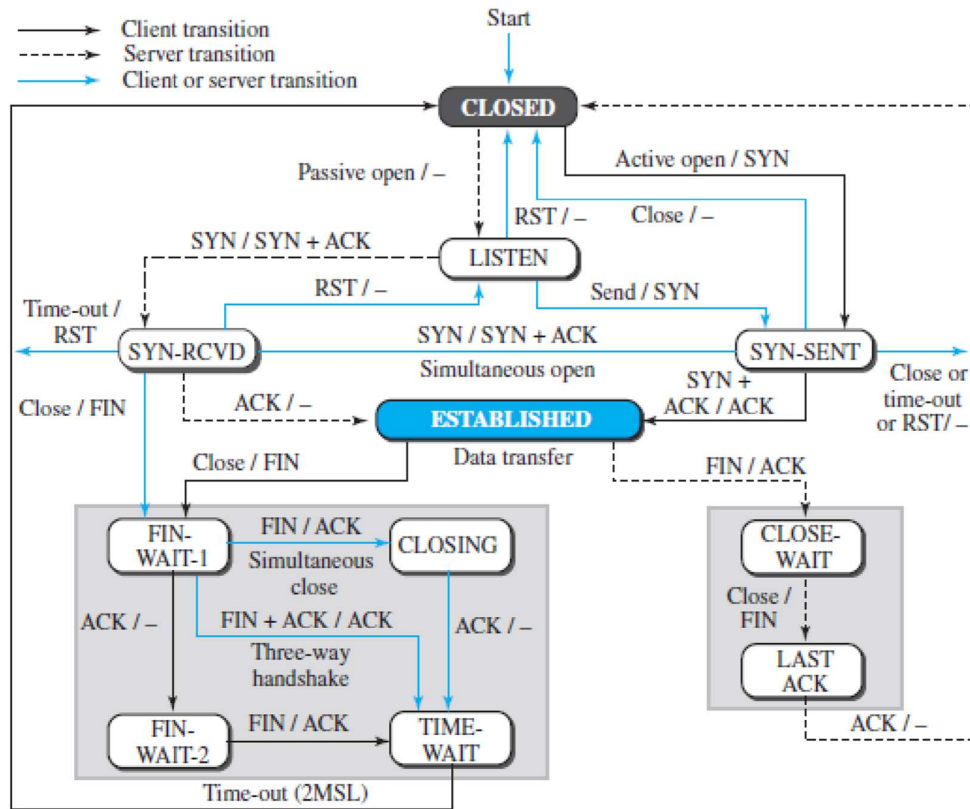 Start
Client transition
Server transition
Client or server transition
CLOSED
Passive open / –
Active open / SYN
RST / –
Close / –
SYN / SYN + ACK
LISTEN
RST / –
Send / SYN
Time-out /
RST
SYN-RCVD
SYN / SYN + ACK
Simultaneous open
SYN-SENT
Close or
time-out
or RST/ –
Close / FIN
ACK / –
SYN +
ACK / ACK
ESTABLISHED
Data transfer
Close / FIN
FIN / ACK
FIN-
WAIT-1
FIN / ACK
Simultaneous
close
CLOSING
CLOSE-
WAIT
ACK / –
FIN + ACK / ACK
Three-way
handshake
ACK / –
Close /
FIN
LAST
ACK
FIN-
WAIT-2
FIN / ACK
TIME-
WAIT
ACK / –
Time-out (2MSL)